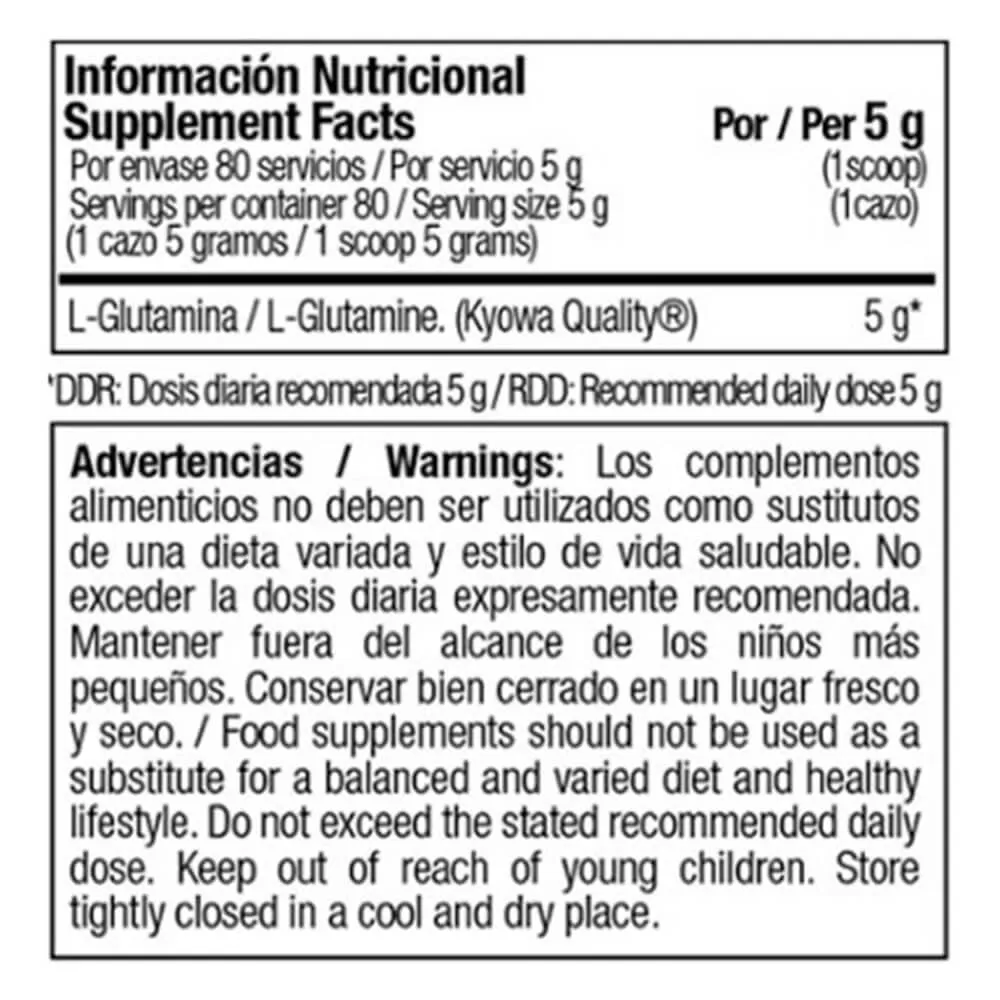 Información Nutricional
Supplement Facts
Por / Per 5 g
Por envase 80 servicios / Por servicio 5 g
(1 scoop)
Servings per container 80 / Serving size 5 g
(1 cazo)
(1 cazo 5 gramos / 1 scoop 5 grams)
L-Glutamina / L-Glutamine. (Kyowa Quality®)
5 g*
*DDR: Dosis diaria recomendada 5 g / RDD: Recommended daily dose 5 g
Advertencias / Warnings: Los complementos
alimenticios no deben ser utilizados como sustitutos
de una dieta variada y estilo de vida saludable. No
exceder la dosis diaria expresamente recomendada.
Mantener fuera del alcance de los niños más
pequeños. Conservar bien cerrado en un lugar fresco
y seco. / Food supplements should not be used as a
substitute for a balanced and varied diet and healthy
lifestyle. Do not exceed the stated recommended daily
dose. Keep out of reach of young children. Store
tightly closed in a cool and dry place.